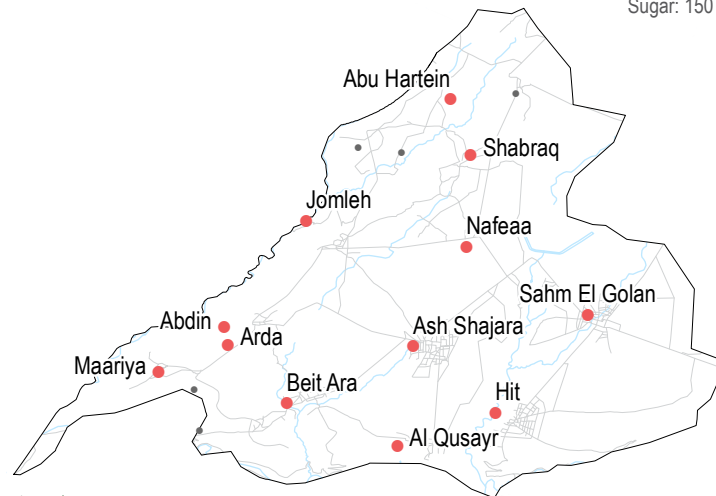 Sugar: 150
Abu Hartein
Shabraq
Jomleh
Nafeaa
Sahm El Golan
Abdin
Arda
Ash Shajara
Maariya
Beit Ara
Hit
Al Qusayr